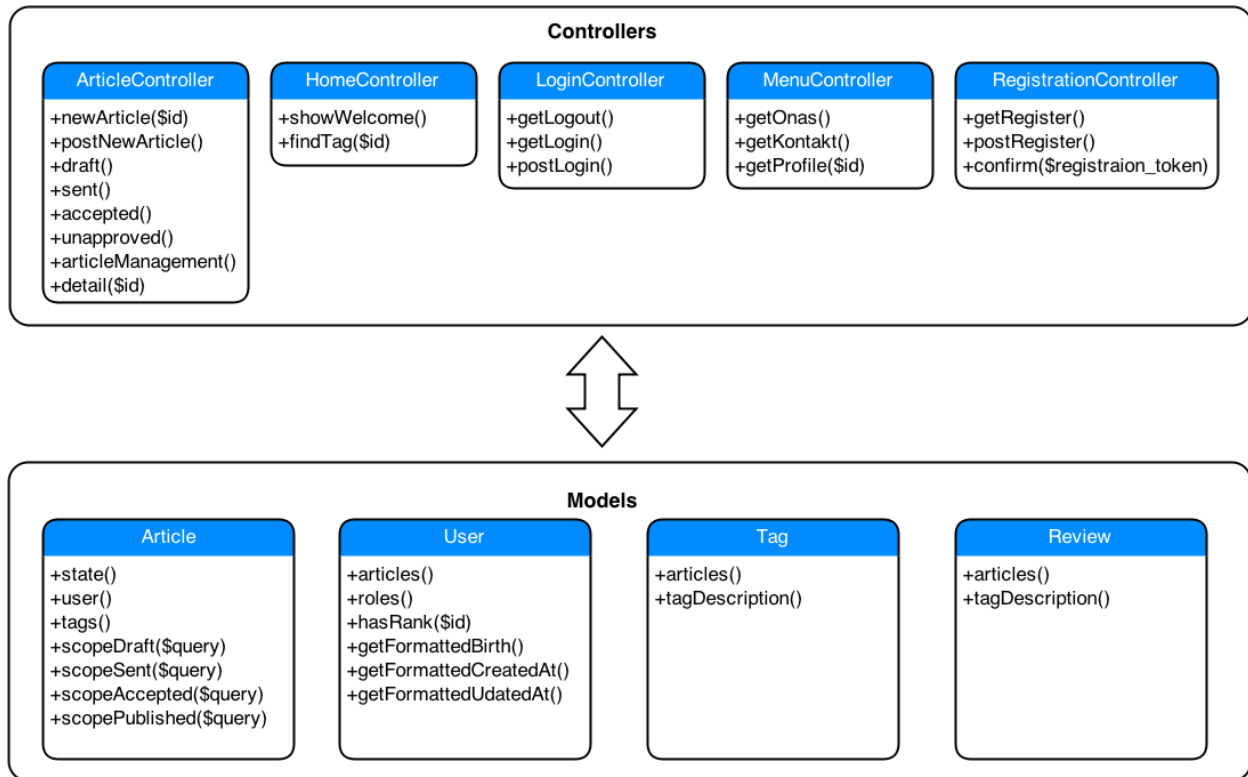 Controllers
ArticleController
+newArticle($id)
+postNewArticle()
+draft()
+sent()
+accepted()
+unapproved()
+articleManagement()
+detail($id)
HomeController
+showWelcome()
+findTag($id)
LoginController
+getLogout()
+getLogin()
+postLogin()
MenuController
+getOnas()
+getKontakt()
+getProfile($id)
RegistrationController
+getRegister()
+postRegister()
+confirm($registraion_token)
Models
Article
+state()
+user()
+tags()
+scopeDraft($query)
+scopeSent($query)
+scopeAccepted($query)
+scopePublished($query)
User
+articles()
+roles()
+hasRank($id)
+getFormattedBirth()
+getFormattedCreatedAt()
+getFormattedUdatedAt()
Tag
+articles()
+tagDescription()
Review
+articles()
+tagDescription()